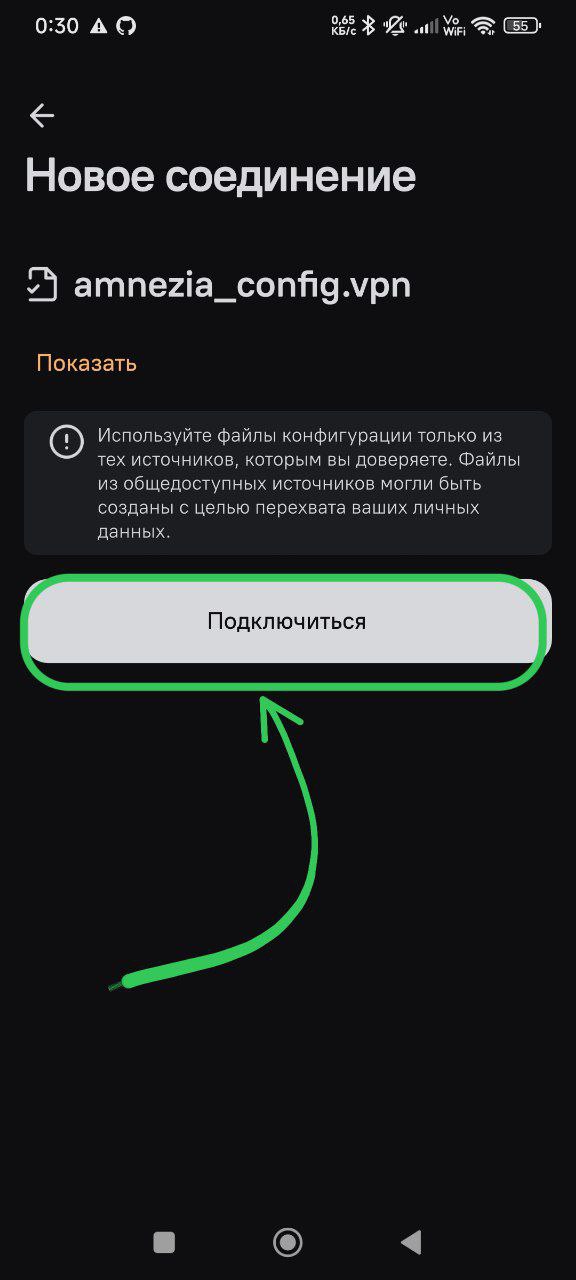 0:30 0,65 КБ/с Vo WiFi 55
Новое соединение
amnezia_config.vpn
Показать
Используйте файлы конфигурации только из
тех источников, которым вы доверяете. Файлы
из общедоступных источников могли быть
созданы с целью перехвата ваших личных
данных.
Подключиться